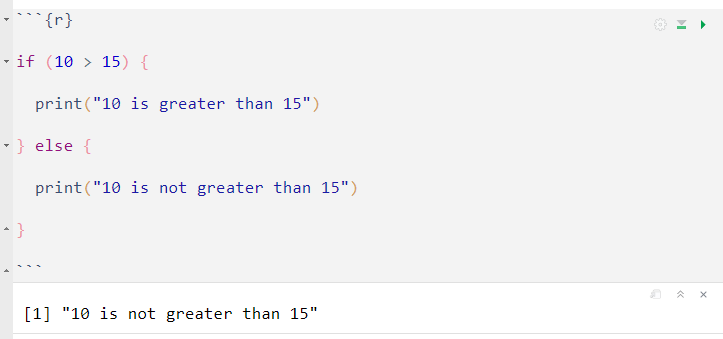 ```{r}
if (10 > 15) {
print("10 is greater than 15")
} else {
print("10 is not greater than 15")
}
```
[1] "10 is not greater than 15"